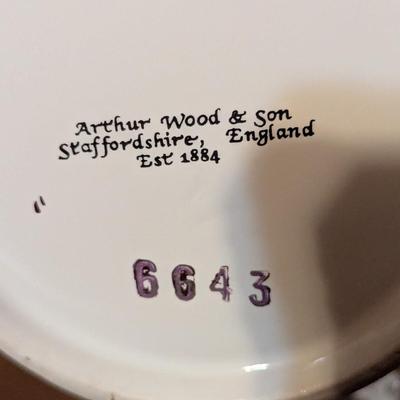 Arthur Wood & Son
Staffordshire, England
Est 1884
6643